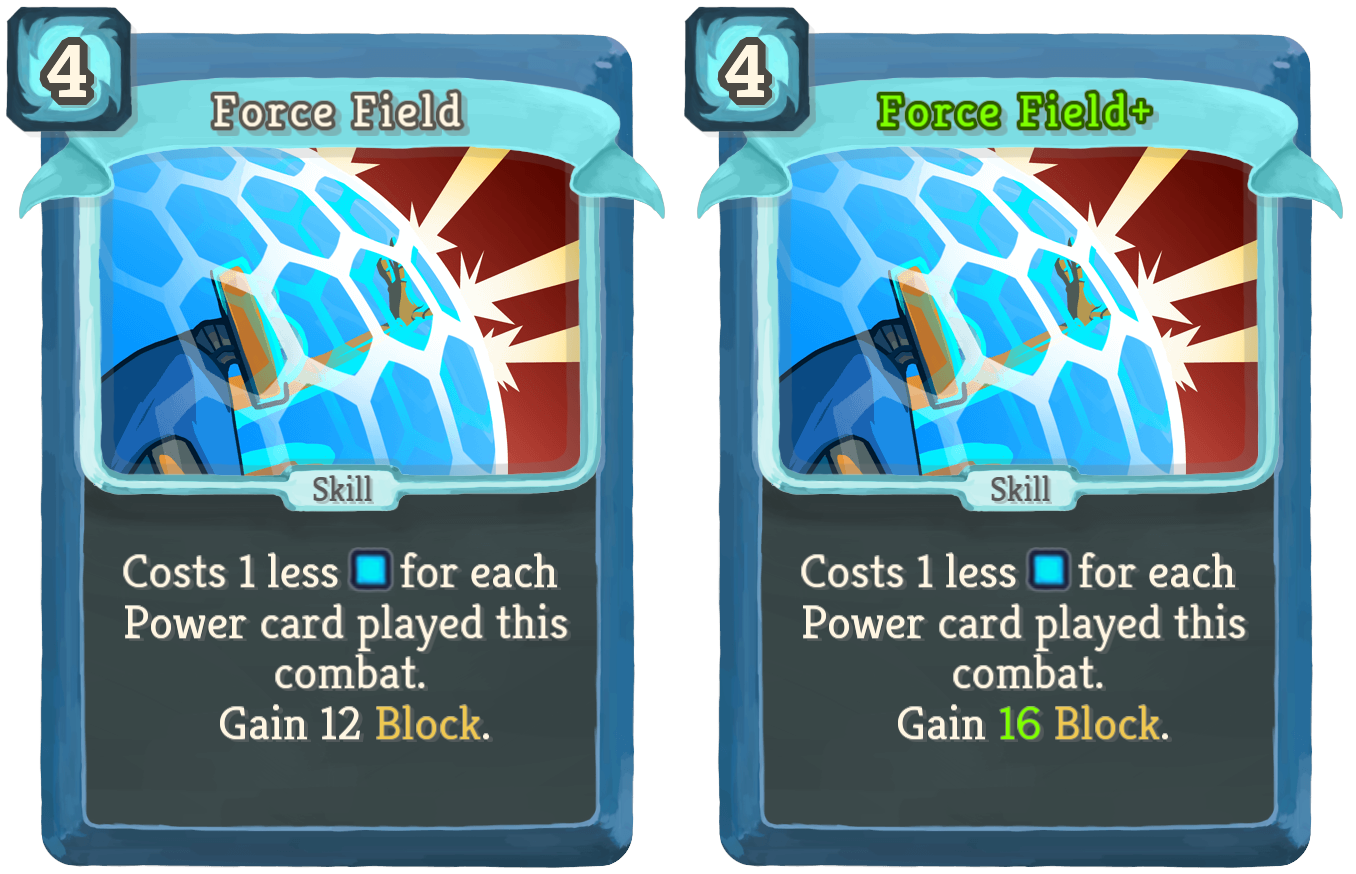 4
Force Field
Skill
Costs 1 less for each
Power card played this
combat.
Gain 12 Block.
4
Force Field+
Skill
Costs 1 less for each
Power card played this
combat.
Gain 16 Block.